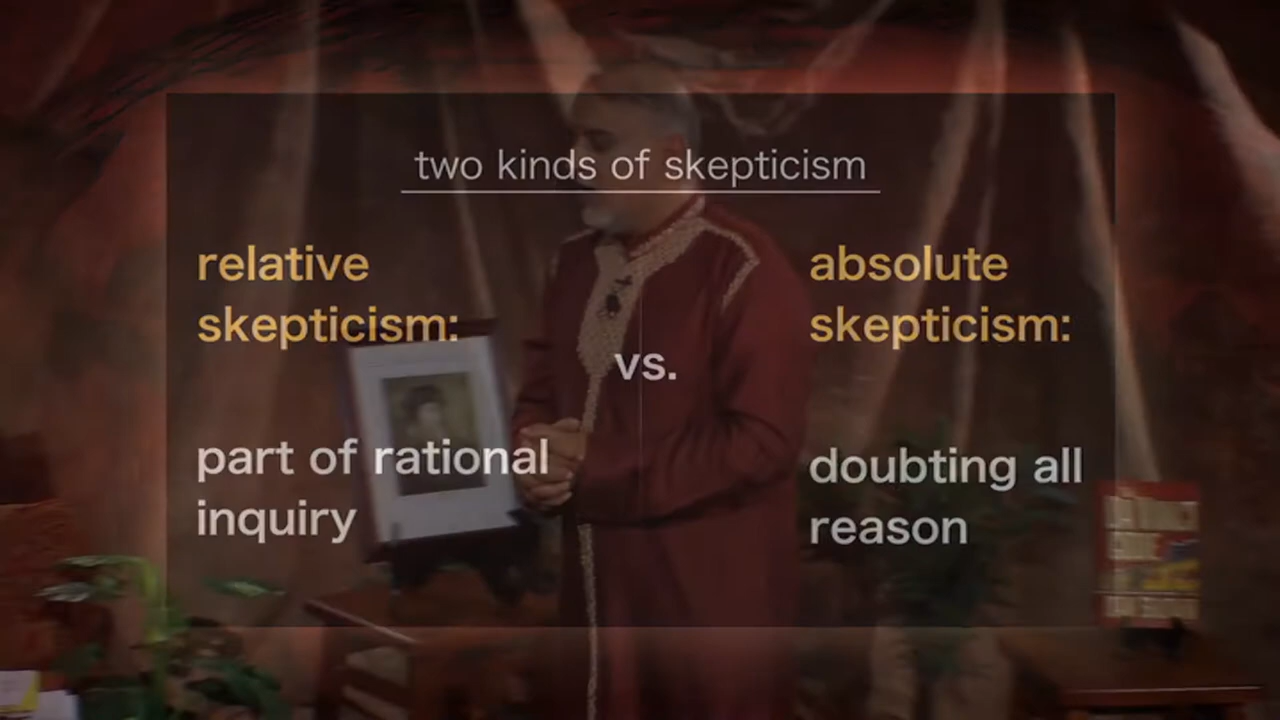 two kinds of skepticism
relative
skepticism:
vs.
absolute
skepticism:
part of rational
inquiry
doubting all
reason